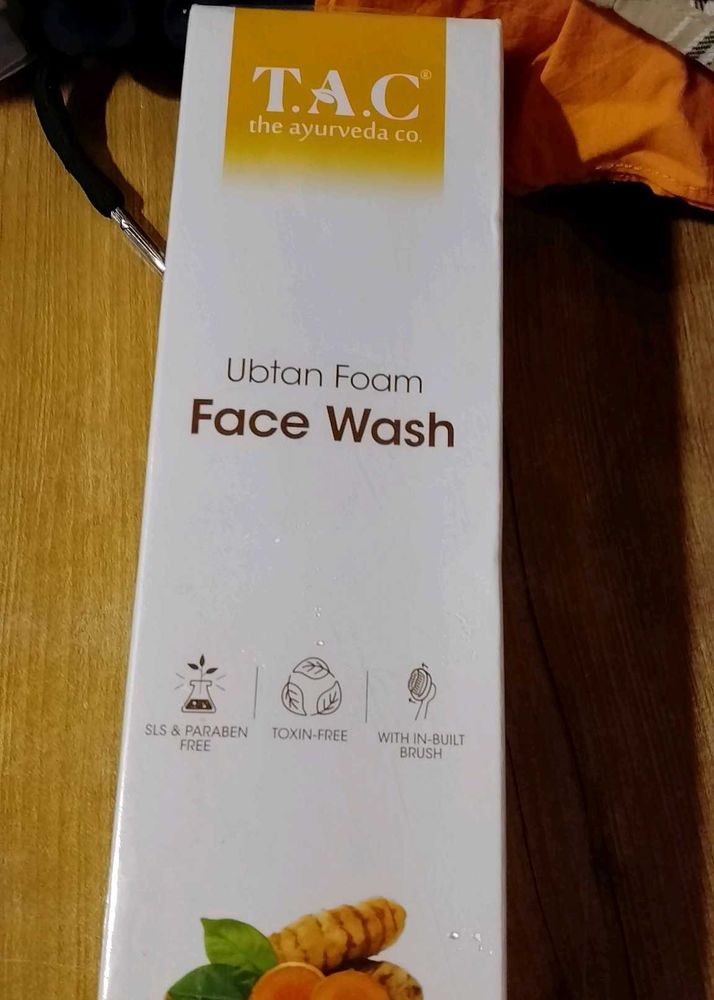 T.A.C®
the ayurveda co.
Ubtan Foam
Face Wash
SLS & PARABEN
FREE
TOXIN-FREE
WITH IN-BUILT
BRUSH